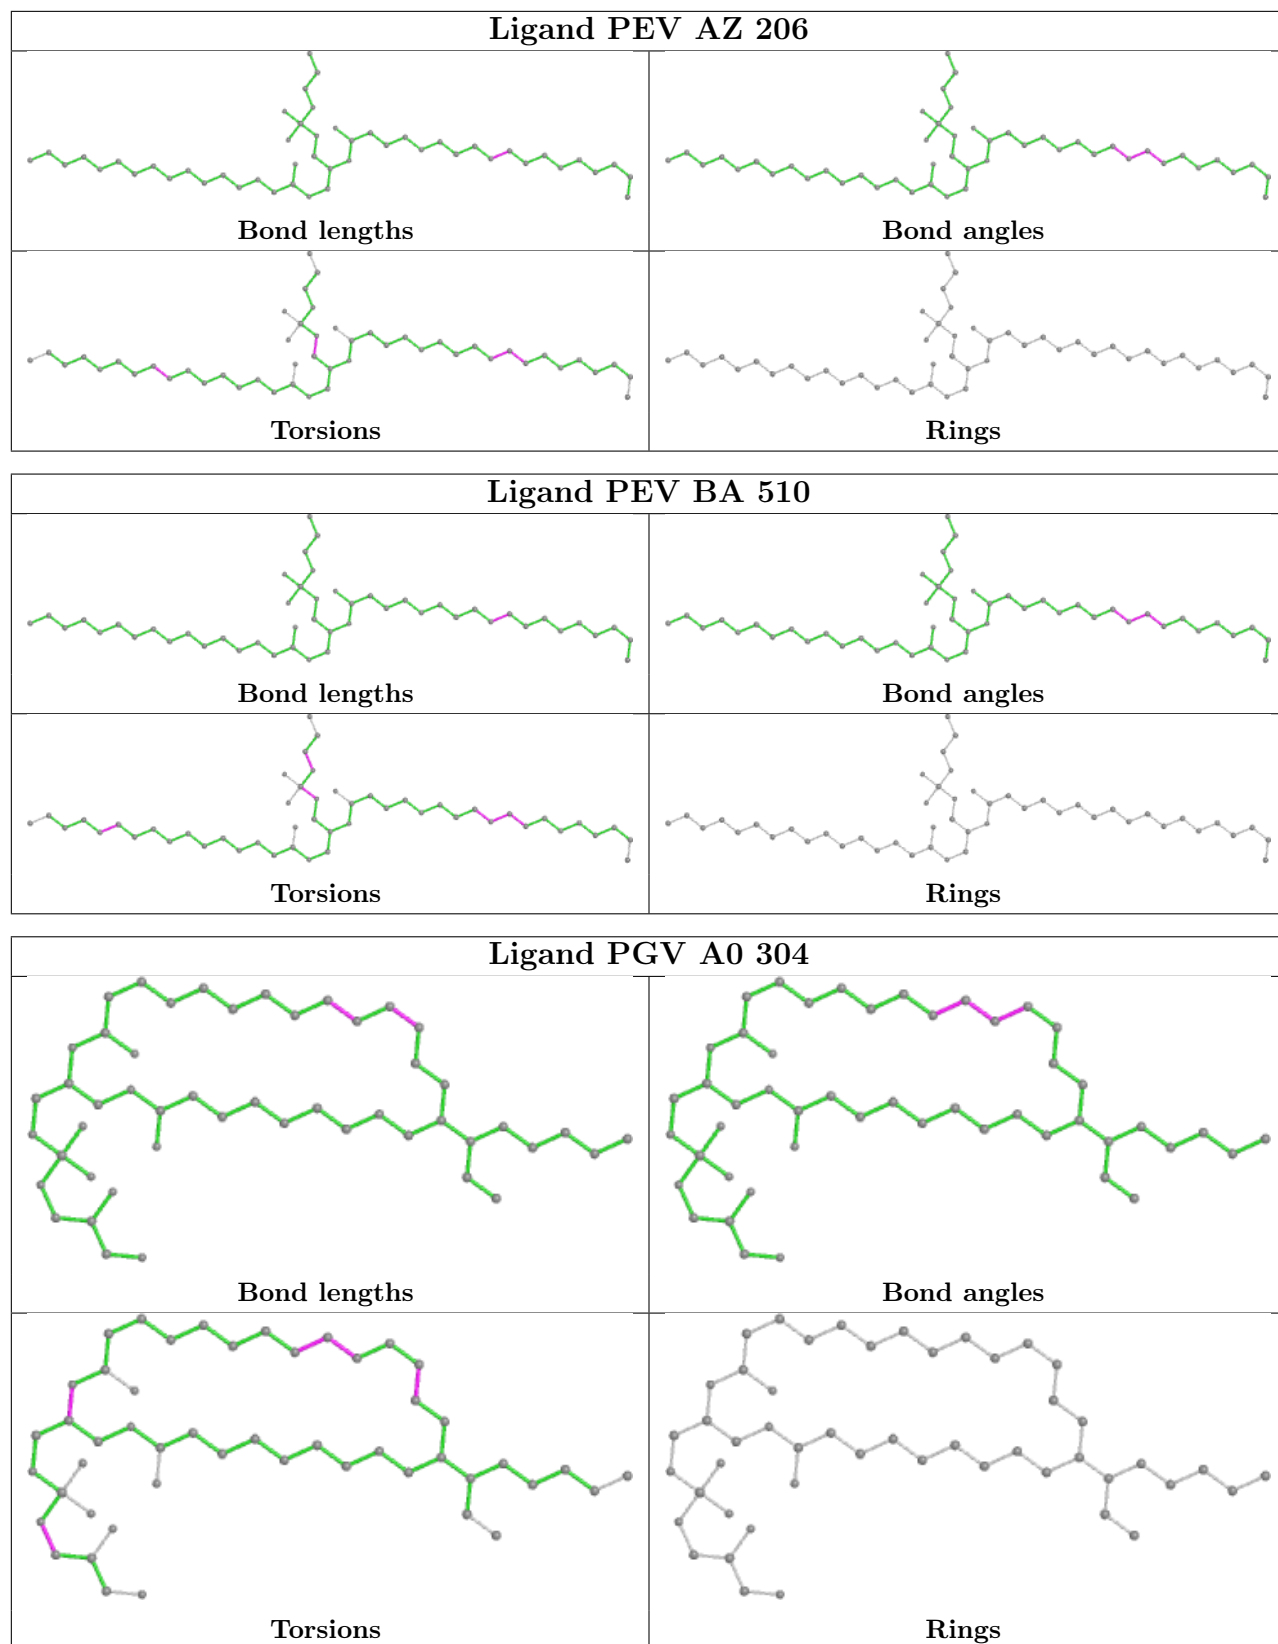 Ligand PEV AZ 206
Bond lengths
Bond angles
Torsions
Rings
Ligand PEV BA 510
Bond lengths
Bond angles
Torsions
Rings
Ligand PGV A0 304
Bond lengths
Bond angles
Torsions
Rings